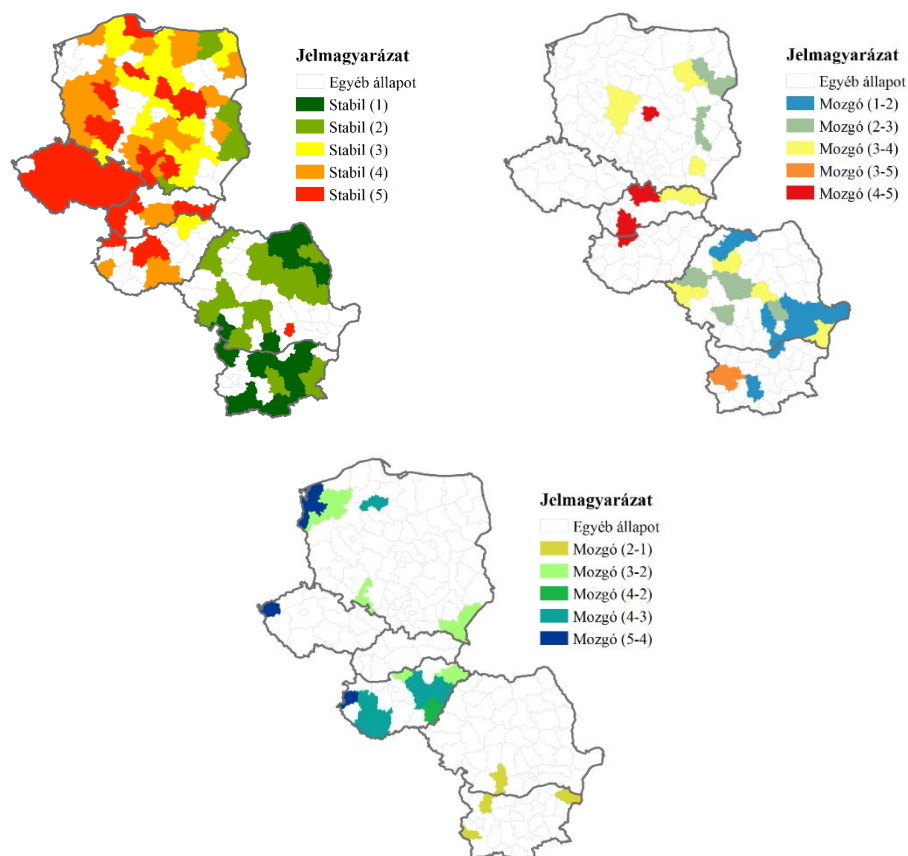 Jelmagyarázat
Egyéb állapot
Stabil (1)
Stabil (2)
Stabil (3)
Stabil (4)
Stabil (5)
Jelmagyarázat
Egyéb állapot
Mozgó (1-2)
Mozgó (2-3)
Mozgó (3-4)
Mozgó (3-5)
Mozgó (4-5)
Jelmagyarázat
Egyéb állapot
Mozgó (2-1)
Mozgó (3-2)
Mozgó (4-2)
Mozgó (4-3)
Mozgó (5-4)